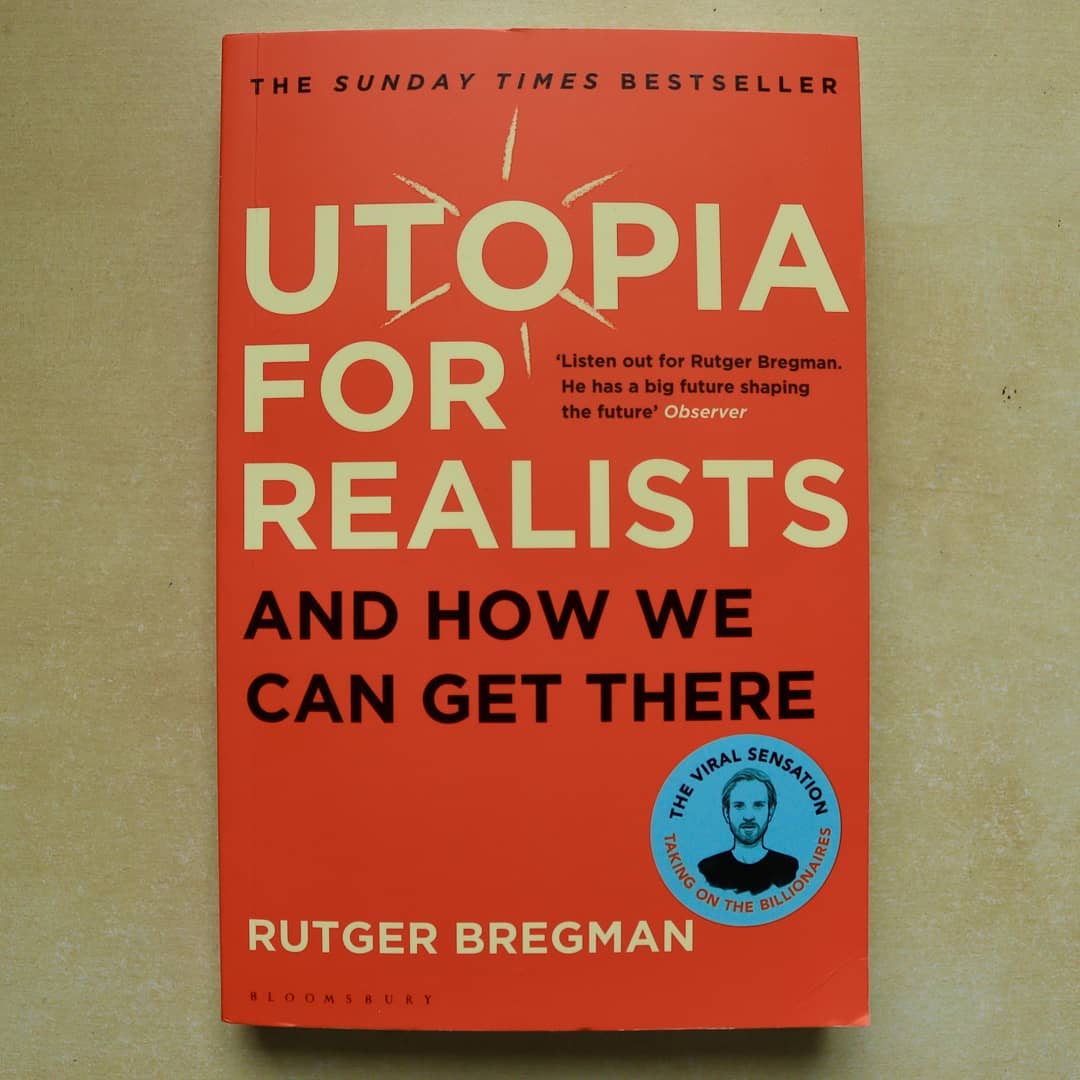 THE SUNDAY TIMES BESTSELLER
UTOPIA
FOR
REALISTS
‘Listen out for Rutger Bregman.
He has a big future shaping
the future’ Observer
AND HOW WE
CAN GET THERE
THE VIRAL SENSATION
TAKING ON THE BILLIONAIRES
RUTGER BREGMAN
BLOOMSBURY